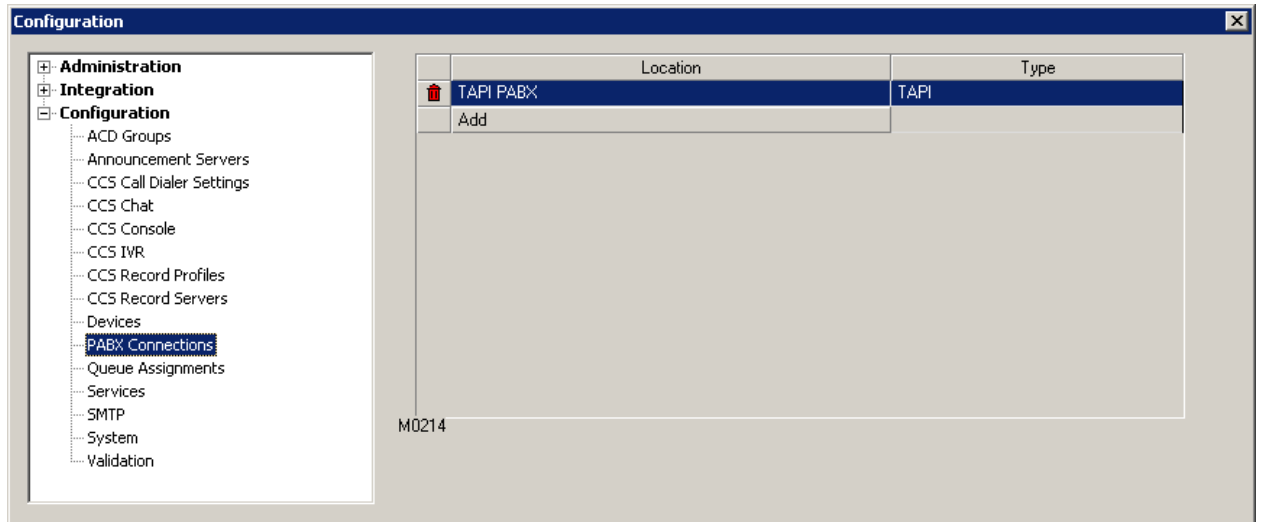 Configuration
Administration
Integration
Configuration
ACD Groups
Announcement Servers
CCS Call Dialer Settings
CCS Chat
CCS Console
CCS IVR
CCS Record Profiles
CCS Record Servers
Devices
PABX Connections
Queue Assignments
Services
SMTP
System
Validation
Location Type
TAPI PABX TAPI
Add
M0214